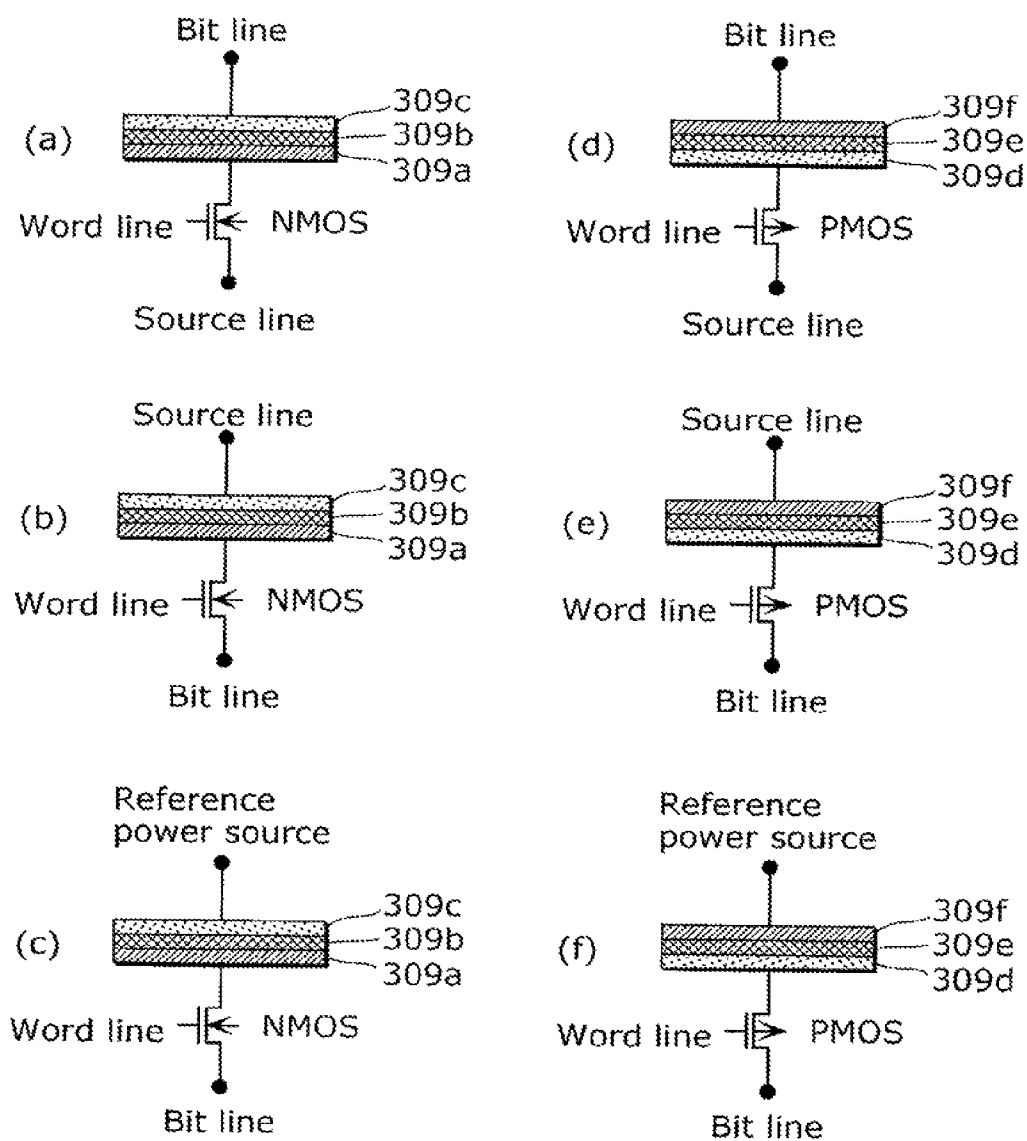 Bit line
(a)
309c
309b
309a
Word line
NMOS
Source line
Bit line
(d)
309f
309e
309d
Word line
PMOS
Source line
Source line
(b)
309c
309b
309a
Word line
NMOS
Bit line
Source line
(e)
309f
309e
309d
Word line
PMOS
Bit line
Reference
power source
(c)
309c
309b
309a
Word line
NMOS
Bit line
Reference
power source
(f)
309f
309e
309d
Word line
PMOS
Bit line